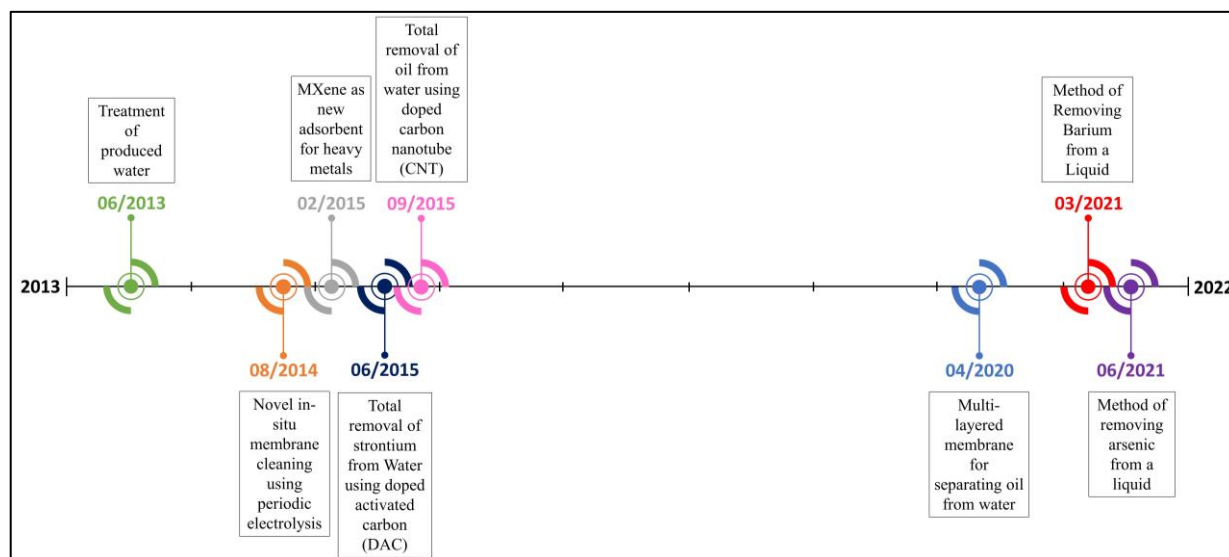 Treatment
of
produced
water
06/2013
MXene as
new
adsorbent
for heavy
metals
02/2015
Total
removal of
oil from
water using
doped
carbon
nanotube
(CNT)
09/2015
Method of
Removing
Barium
from a
Liquid
03/2021
2013
2022
08/2014
Novel in-
situ
membrane
cleaning
using
periodic
electrolysis
06/2015
Total
removal of
strontium
from Water
using doped
activated
carbon
(DAC)
04/2020
Multi-
layered
membrane
for
separating oil
from water
06/2021
Method of
removing
arsenic
from a
liquid